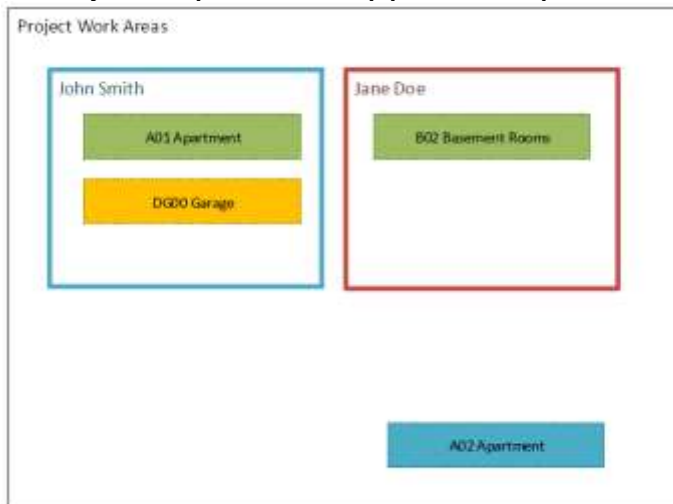 Project Work Areas
John Smith
Jane Doe
A01 Apartment
B02 Basement Rooms
DG00 Garage
A02 Apartment